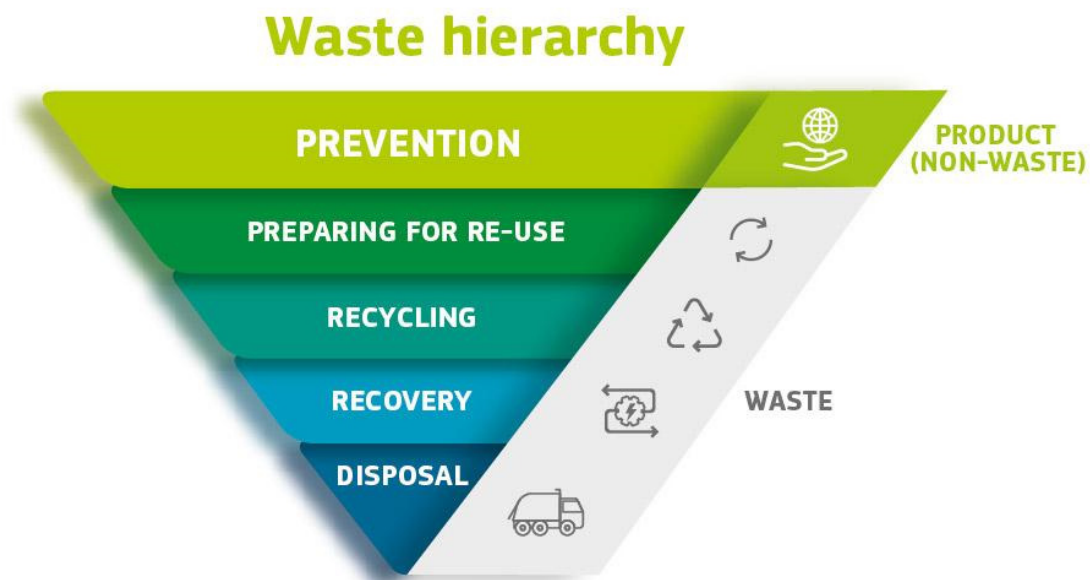 Waste hierarchy
PREVENTION
PRODUCT
(NON-WASTE)
PREPARING FOR RE-USE
RECYCLING
RECOVERY
WASTE
DISPOSAL